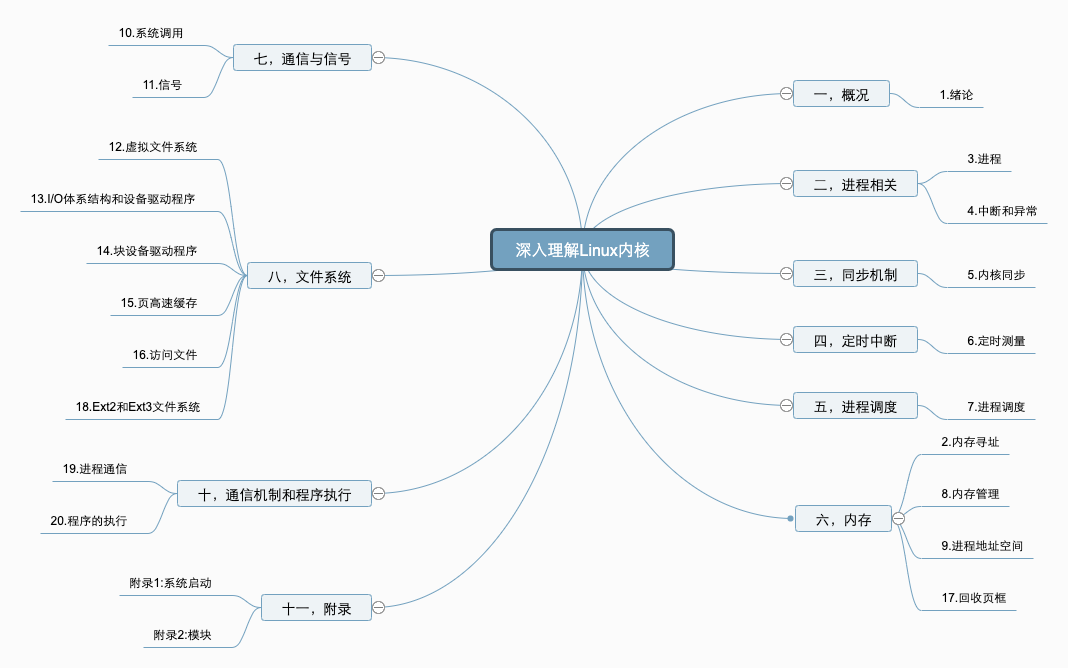 深入理解Linux内核
一，概况
1.绪论
二，进程相关
3.进程
4.中断和异常
三，同步机制
5.内核同步
四，定时中断
6.定时测量
五，进程调度
7.进程调度
六，内存
2.内存寻址
8.内存管理
9.进程地址空间
17.回收页框
七，通信与信号
10.系统调用
11.信号
八，文件系统
12.虚拟文件系统
13.I/O体系结构和设备驱动程序
14.块设备驱动程序
15.页高速缓存
16.访问文件
18.Ext2和Ext3文件系统
十，通信机制和程序执行
19.进程通信
20.程序的执行
十一，附录
附录1:系统启动
附录2:模块